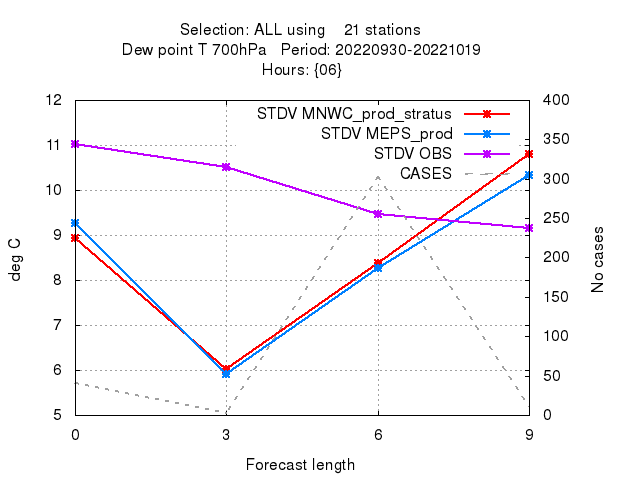 Selection: ALL using    21 stations
Dew point T 700hPa   Period: 20220930-20221019
Hours: {06}
STDV MNWC_prod_stratus
STDV MEPS_prod
STDV OBS
CASES
12
11
10
9
8
7
6
5
deg C
400
350
300
250
200
150
100
50
0
No cases
0 3 6 9
Forecast length